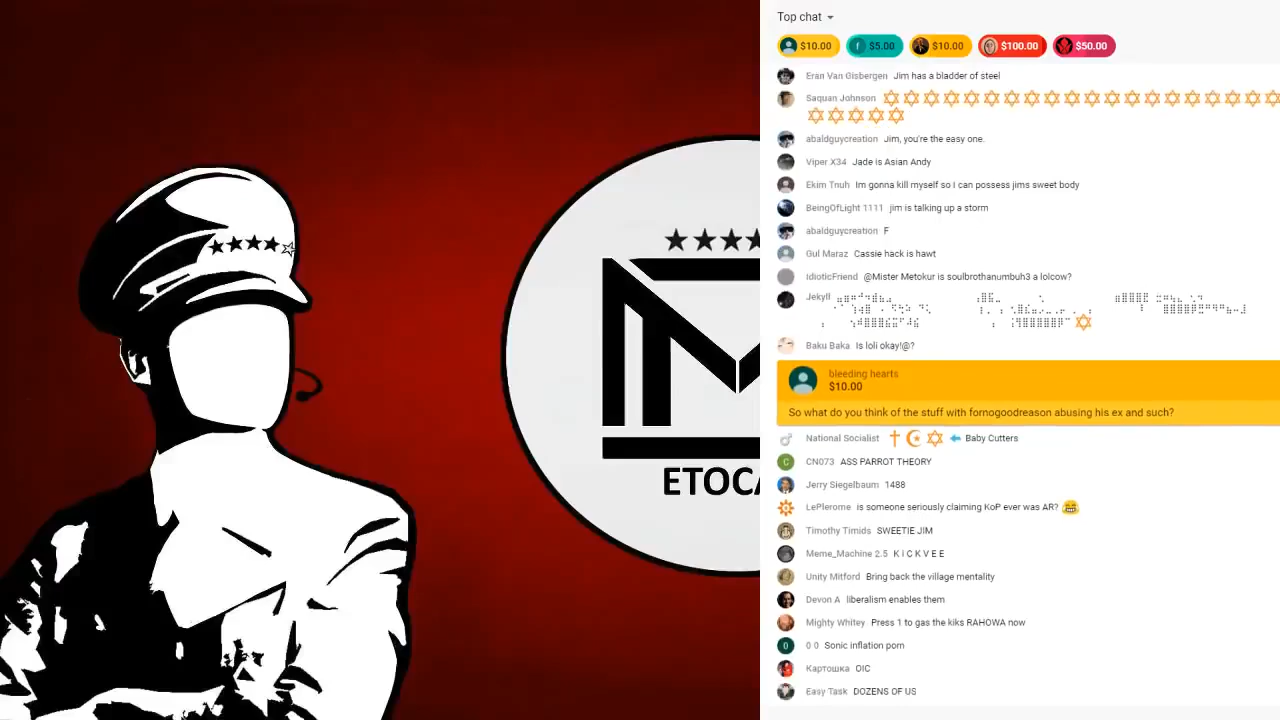 Top chat
$10.00 $5.00 $10.00 $100.00 $50.00
Eran Van Gisbergen Jim has a bladder of steel
Saquan Johnson ✡✡✡✡✡✡✡✡✡✡✡✡✡✡✡✡✡✡✡✡
✡✡✡✡✡
abaldguycreation Jim, you're the easy one.
Viper X34 Jade is Asian Andy
Ekim Tnuh Im gonna kill myself so I can possess jims sweet body
BeingOfLight 1111 jim is talking up a storm
abaldguycreation F
Gul Maraz Cassie hack is hawt
IdioticFriend @Mister Metokur is soulbrothanumbuh3 a lolcow?
Jekyll
Baku Baka Is loli okay!@?
bleeding hearts
$10.00
So what do you think of the stuff with fornogoodreason abusing his ex and such?
National Socialist ✝☪✡ Baby Cutters
CN073 ASS PARROT THEORY
Jerry Siegelbaum 1488
LePlerome is someone seriously claiming KoP ever was AR? 😂
Timothy Timids SWEETIE JIM
Meme_Machine 2.5 K i C K V E E
Unity Mitford Bring back the village mentality
Devon A liberalism enables them
Mighty Whitey Press 1 to gas the kiks RAHOWA now
0 0 Sonic inflation porn
Картошка OIC
Easy Task DOZENS OF US
ETOCA